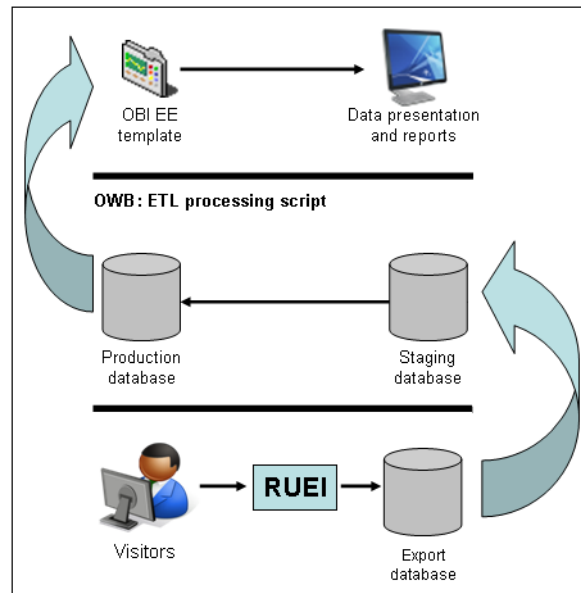 OBI EE
template
Data presentation
and reports
OWB: ETL processing script
Production
database
Staging
database
RUEI
Visitors
Export
database